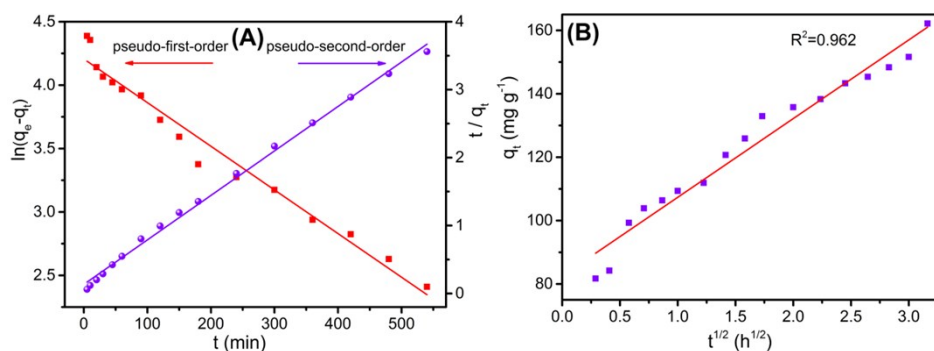 (A)
pseudo-first-order
pseudo-second-order
ln(qe-qt)
4.5
4.0
3.5
3.0
2.5
t / qt
4
3
2
1
0
0 100 200 300 400 500
t (min)
(B)
R²=0.962
qt (mg g⁻¹)
160
140
120
100
80
0.0 0.5 1.0 1.5 2.0 2.5 3.0
t¹/² (h¹/²)